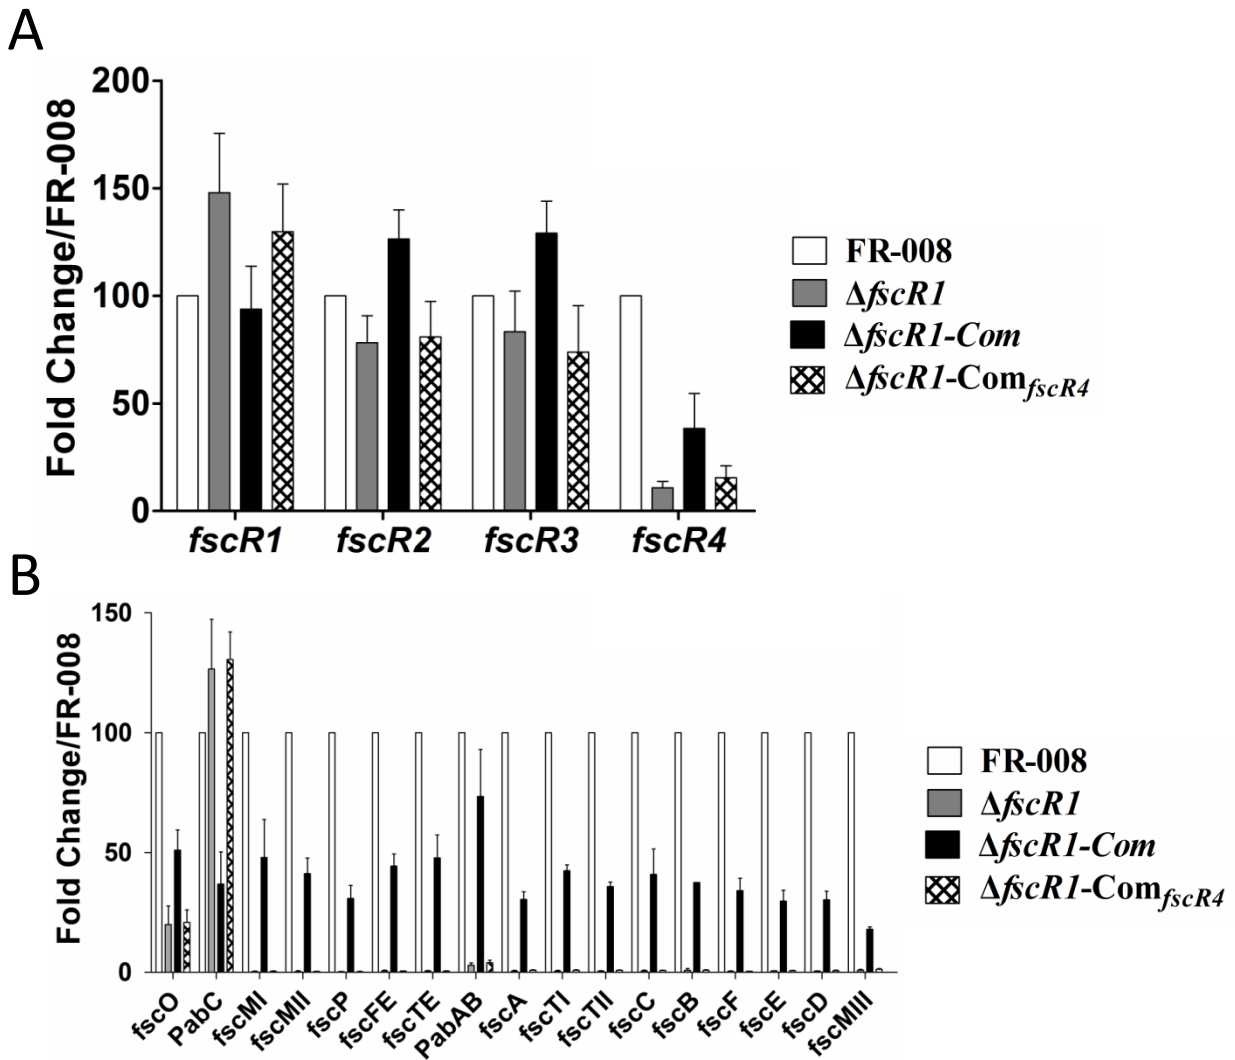 A
Fold Change/FR-008
200
150
100
50
0
fscR1 fscR2 fscR3 fscR4
FR-008
ΔfscR1
ΔfscR1-Com
ΔfscR1-ComfscR4
B
Fold Change/FR-008
150
100
50
0
fscO PabC fscMI fscMII fscP fscFE fscTE PabAB fscA fscTI fscTII fscC fscB fscF fscE fscD fscMIII
FR-008
ΔfscR1
ΔfscR1-Com
ΔfscR1-ComfscR4